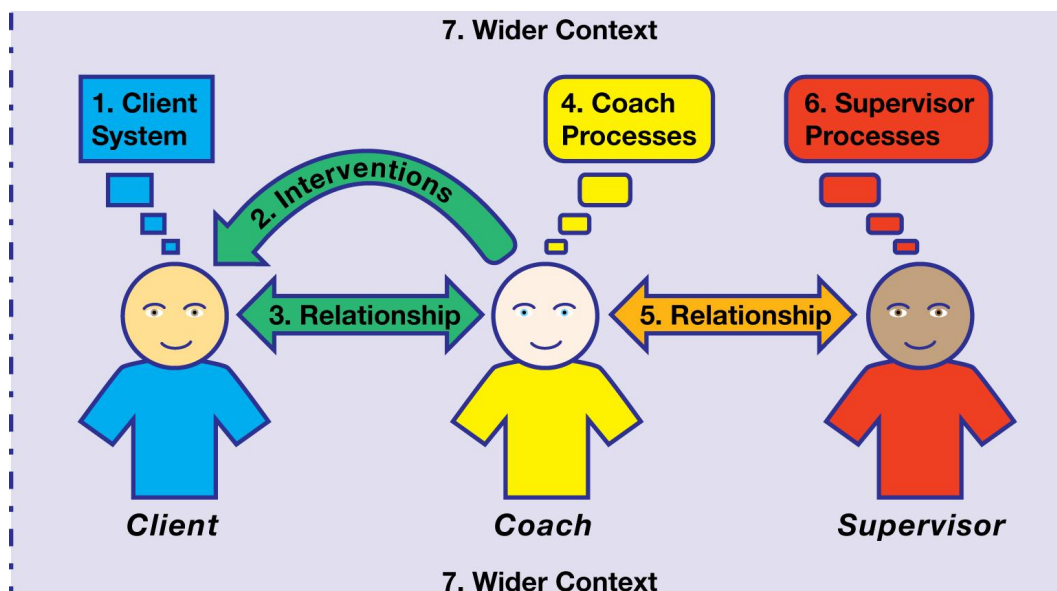 7. Wider Context
1. Client
System
4. Coach
Processes
6. Supervisor
Processes
2. Interventions
3. Relationship
5. Relationship
Client
Coach
Supervisor
7. Wider Context